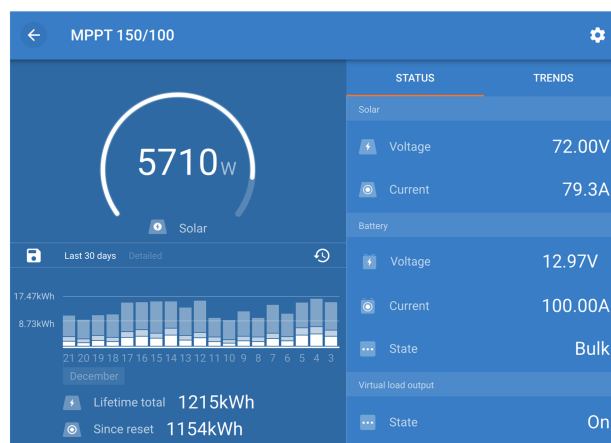 MPPT 150/100
5710W
Solar
Last 30 days Detailed
17.47kWh
8.73kWh
21 20 19 18 17 16 15 14 13 12 11 10 9 8 7 6 5 4 3
December
Lifetime total 1215kWh
Since reset 1154kWh
STATUS TRENDS
Solar
Voltage 72.00V
Current 79.3A
Battery
Voltage 12.97V
Current 100.00A
State Bulk
Virtual load output
State On